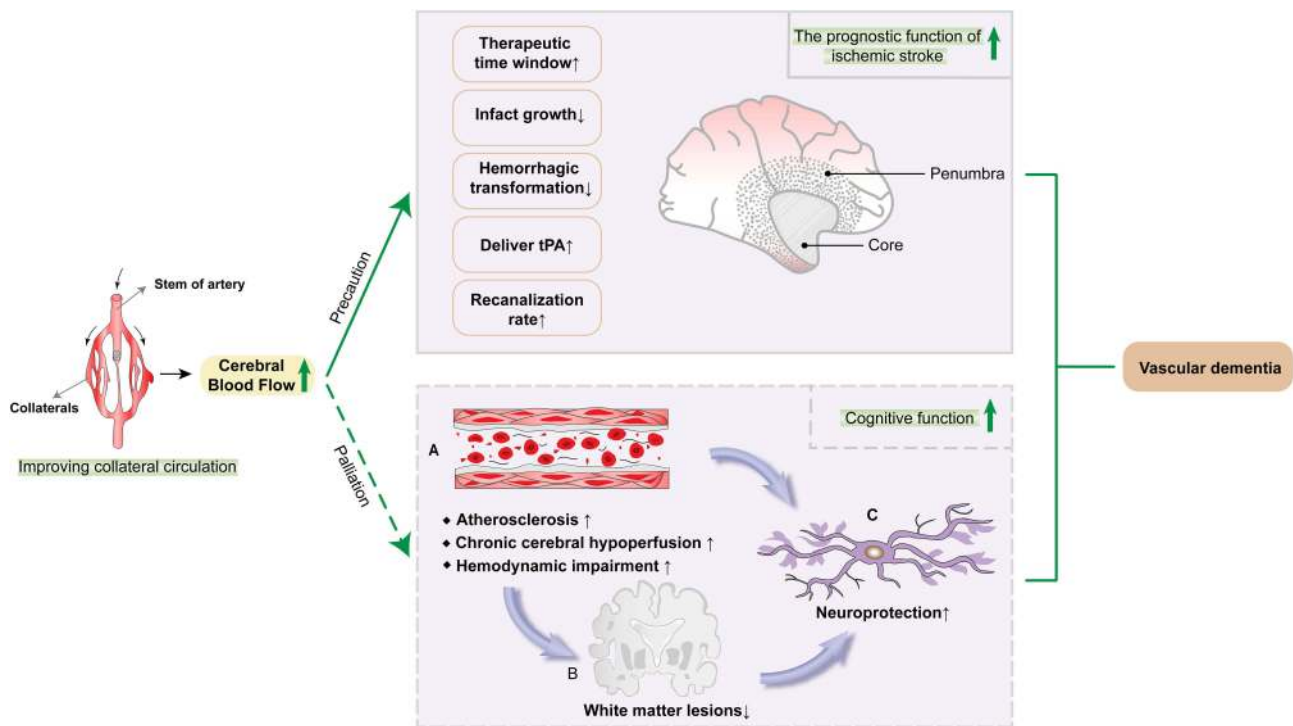 Therapeutic
time window↑
Infact growth↓
Hemorrhagic
transformation↓
Deliver tPA↑
Recanalization
rate↑
The prognostic function of
ischemic stroke
Penumbra
Core
Precaution
Stem of artery
Collaterals
Improving collateral circulation
Cerebral
Blood Flow
Palliation
Cognitive function
A
◆ Atherosclerosis ↑
◆ Chronic cerebral hypoperfusion ↑
◆ Hemodynamic impairment ↑
B
White matter lesions↓
C
Neuroprotection↑
Vascular dementia